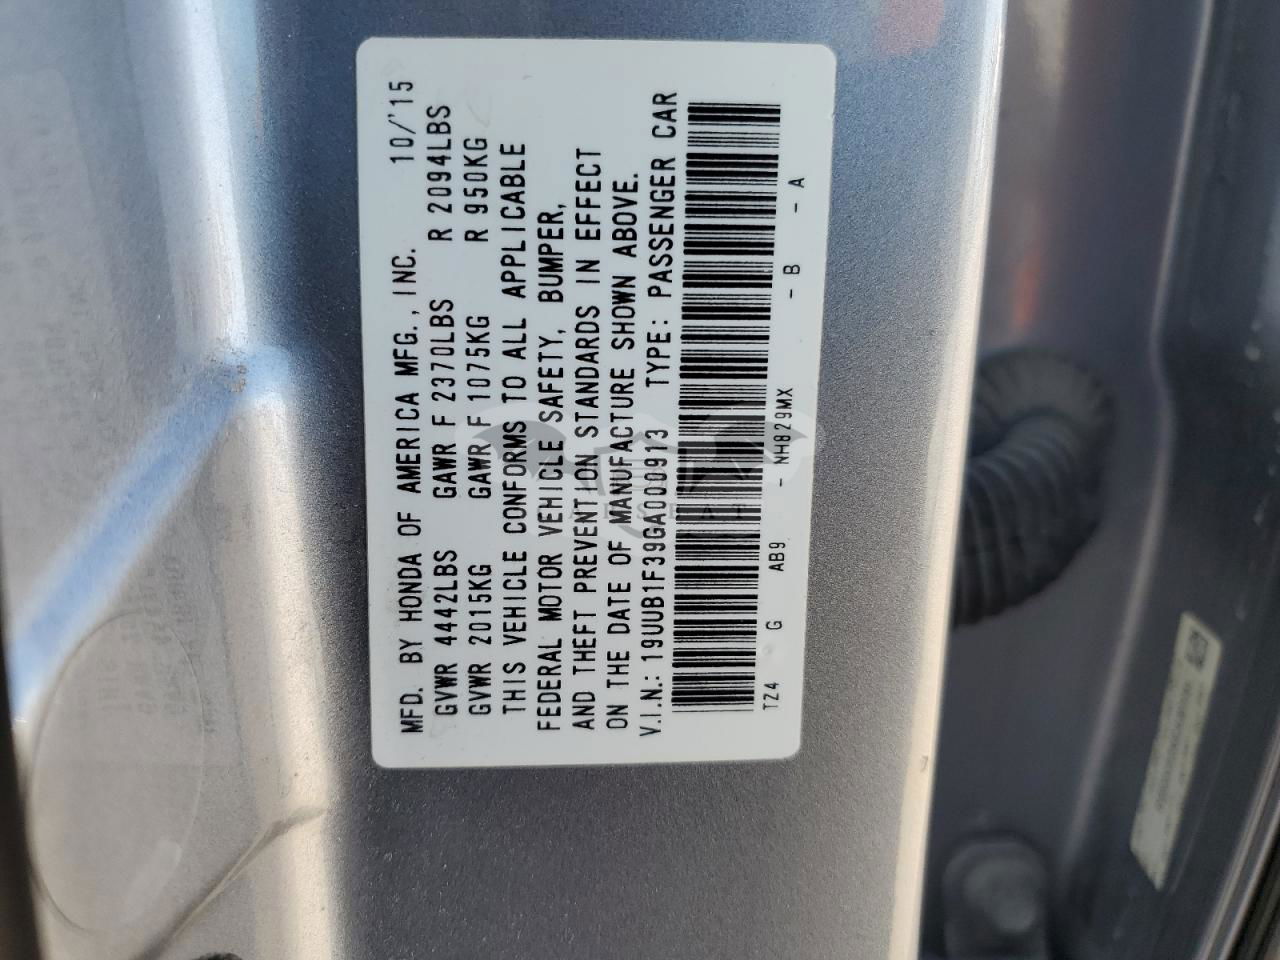 MFD. BY HONDA OF AMERICA MFG., INC. 10/'15
GVWR 4442LBS GAWR F 2370LBS R 2094LBS
GVWR 2015KG GAWR F 1075KG R 950KG
THIS VEHICLE CONFORMS TO ALL APPLICABLE
FEDERAL MOTOR VEHICLE SAFETY, BUMPER,
AND THEFT PREVENTION STANDARDS IN EFFECT
ON THE DATE OF MANUFACTURE SHOWN ABOVE.
V.I.N.: 19UUB1F39GA000913 TYPE: PASSENGER CAR
TZ4 G AB9 - NH829MX - B - A